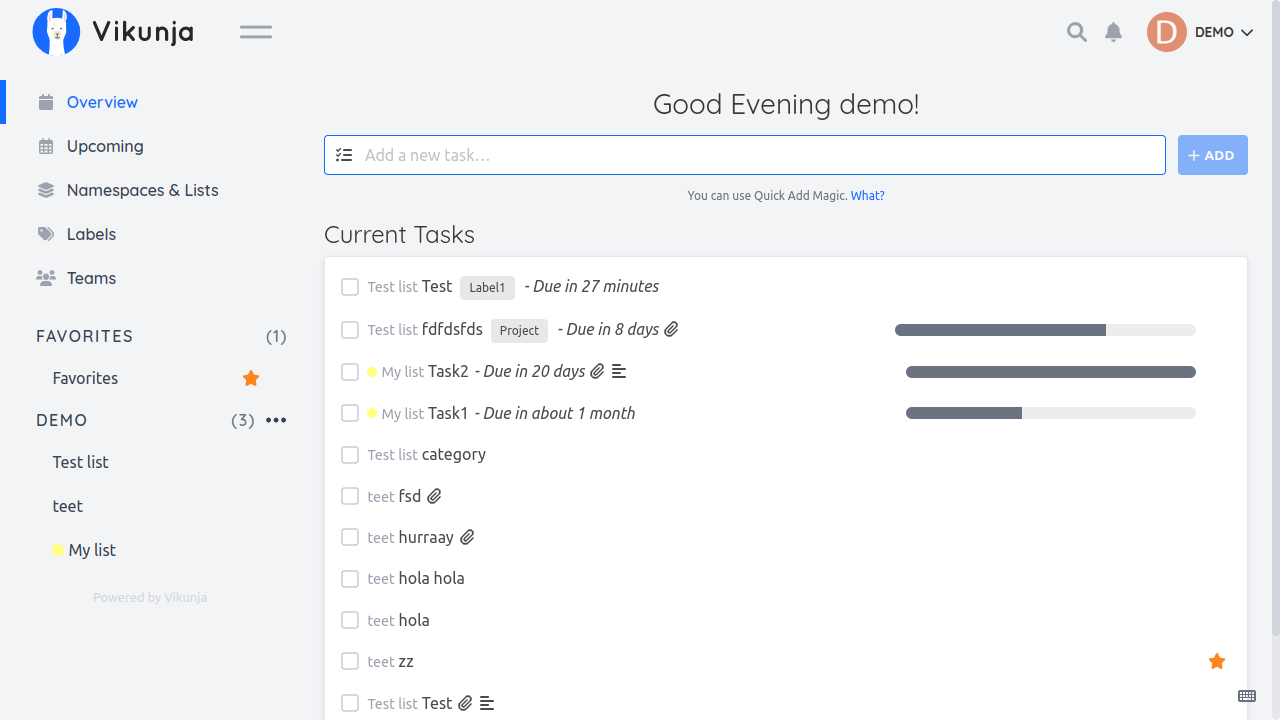 Vikunja
D DEMO
Overview
Upcoming
Namespaces & Lists
Labels
Teams
FAVORITES (1)
Favorites
DEMO (3)
Test list
teet
My list
Powered by Vikunja
Good Evening demo!
Add a new task…
+ ADD
You can use Quick Add Magic. What?
Current Tasks
Test list Test Label1 - Due in 27 minutes
Test list fdfdsfds Project - Due in 8 days
My list Task2 - Due in 20 days
My list Task1 - Due in about 1 month
Test list category
teet fsd
teet hurraay
teet hola hola
teet hola
teet zz
Test list Test